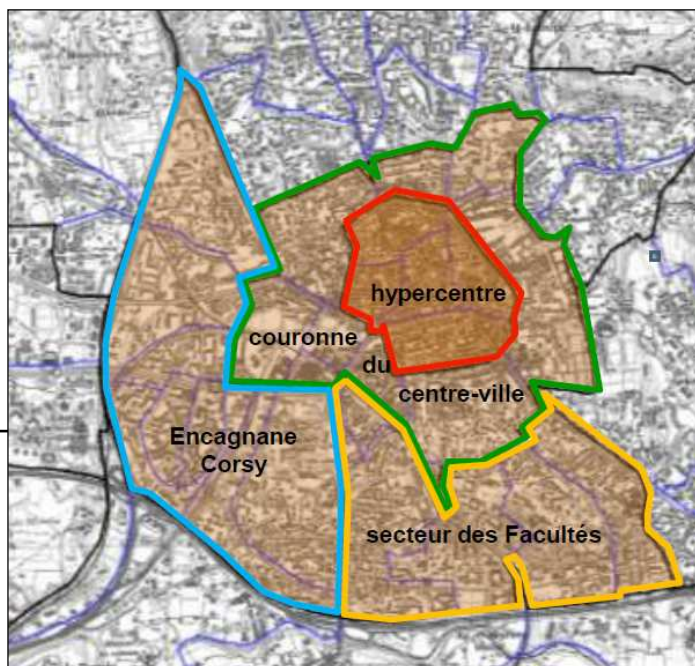 hypercentre
couronne
du
centre-ville
Encagnane
Corsy
secteur des Facultés